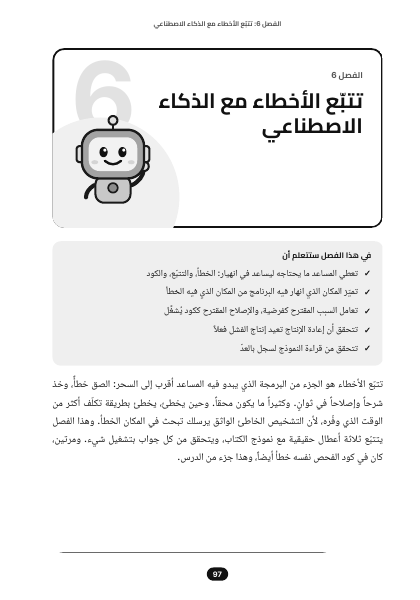 الفصل 6: تتبّع الأخطاء مع الذكاء الاصطناعي
6
الفصل 6
تتبّع الأخطاء مع الذكاء
الاصطناعي
في هذا الفصل ستتعلم أن
✔ تعطي المساعد ما يحتاجه ليساعد في انهيار: الخطأ، والتتبّع، والكود
✔ تميّز المكان الذي انهار فيه البرنامج من المكان الذي فيه الخطأ
✔ تعامل السبب المقترح كفرضية، والإصلاح المقترح ككود يُشغَّل
✔ تتحقق أن إعادة الإنتاج تعيد إنتاج الفشل فعلاً
✔ تتحقق من قراءة النموذج لسجل بالعدّ
تتبّع الأخطاء هو الجزء من البرمجة الذي يبدو فيه المساعد أقرب إلى السحر: الصق خطأً، وخذ
شرحاً وإصلاحاً في ثوانٍ. وكثيراً ما يكون محقاً. وحين يخطئ، يخطئ بطريقة تكلّف أكثر من
الوقت الذي وفّره، لأن التشخيص الخاطئ الواثق يرسلك تبحث في المكان الخطأ. وهذا الفصل
يتتبّع ثلاثة أعطال حقيقية مع نموذج الكتاب، ويتحقق من كل جواب بتشغيل شيء. ومرتين،
كان في كود الفحص نفسه خطأ أيضاً، وهذا جزء من الدرس.
97